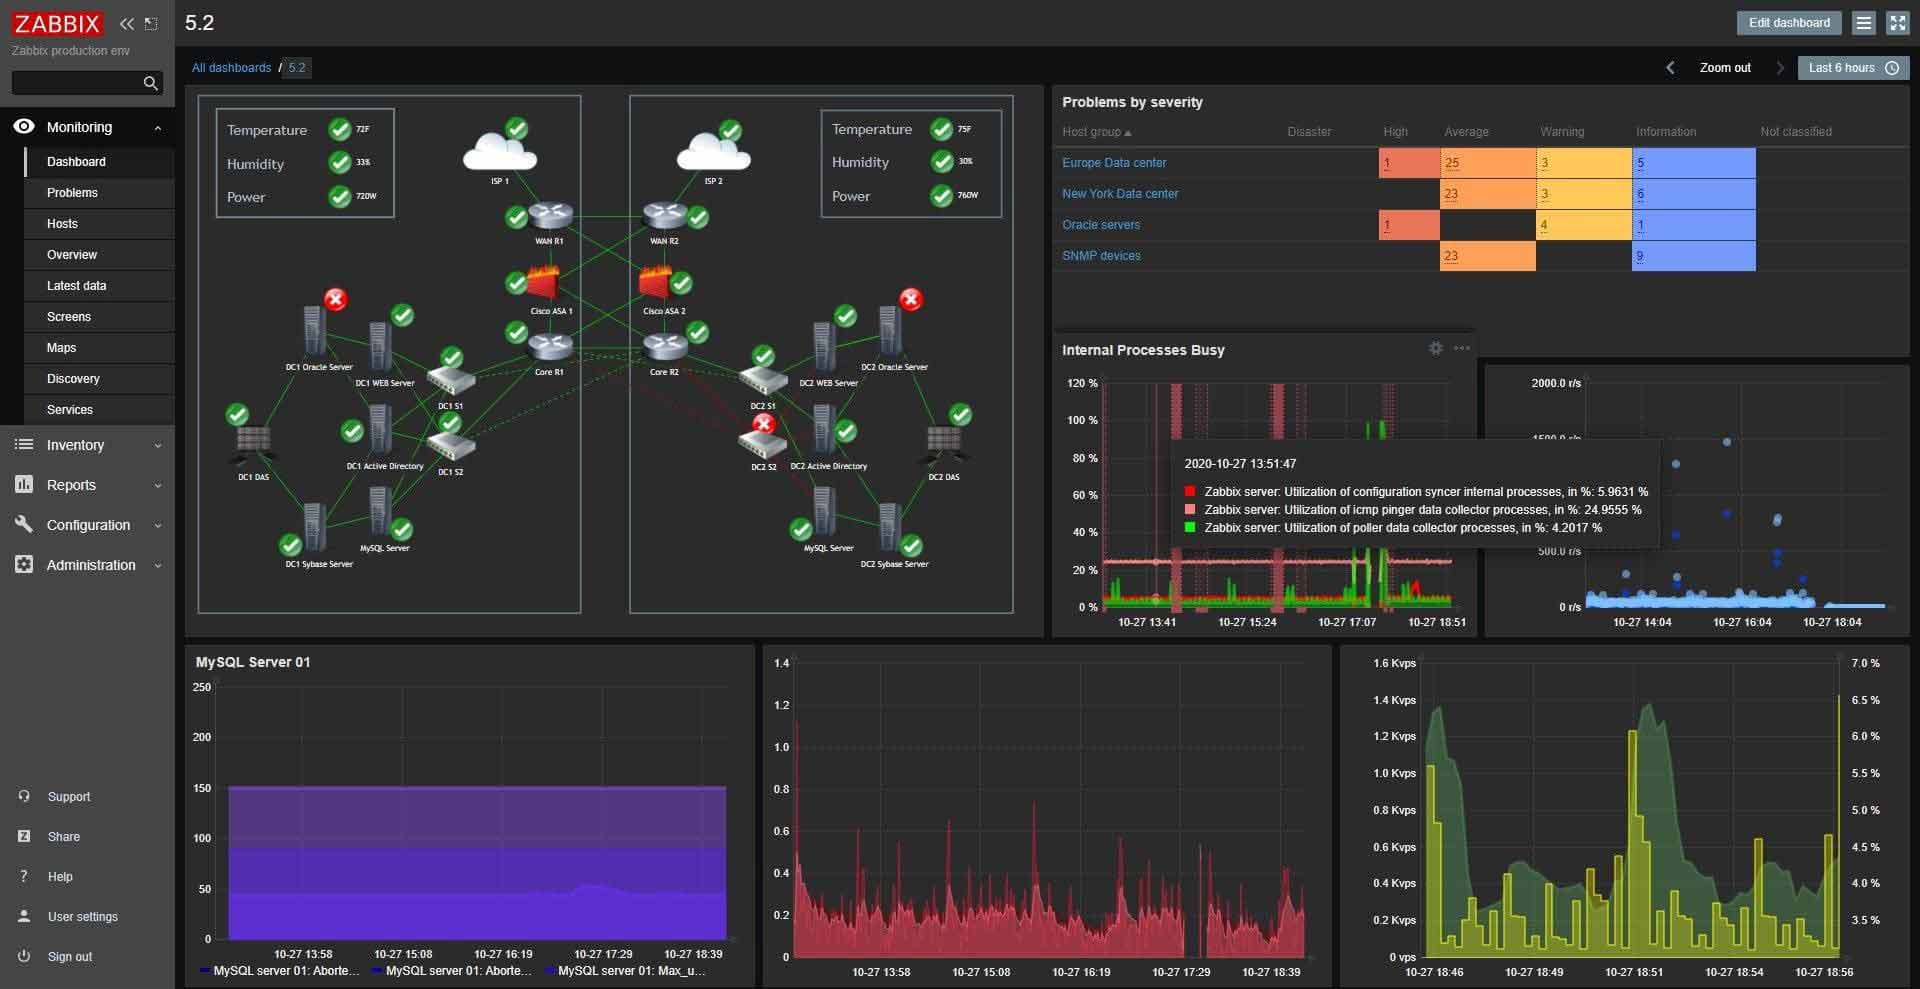 ZABBIX
Zabbix production env
Monitoring
Dashboard
Problems
Hosts
Overview
Latest data
Screens
Maps
Discovery
Services
Inventory
Reports
Configuration
Administration
Support
Share
Help
User settings
Sign out
5.2
Edit dashboard
All dashboards / 5.2
Zoom out
Last 6 hours
Temperature 72F
Humidity 33%
Power 720W
ISP 1
ISP 2
Temperature 75F
Humidity 30%
Power 760W
WAN R1
WAN R2
Cisco ASA 1
Cisco ASA 2
Core R1
Core R2
DC1 Oracle Server
DC1 WEB Server
DC1 S1
DC1 Active Directory
DC1 S2
DC1 DAS
MySQL Server
DC1 Sybase Server
DC2 Oracle Server
DC2 WEB Server
DC2 S1
DC2 S2
DC2 Active Directory
DC2 DAS
MySQL Server
DC2 Sybase Server
Problems by severity
Host group Disaster High Average Warning Information Not classified
Europe Data center 1 25 3 5
New York Data center 23 3 6
Oracle servers 1 4 1
SNMP devices 23 9
Internal Processes Busy
120 %
100 %
80 %
60 %
40 %
20 %
0 %
10-27 13:41 10-27 15:24 10-27 17:07 10-27 18:51
2020-10-27 13:51:47
Zabbix server: Utilization of configuration syncer internal processes, in %: 5.9631 %
Zabbix server: Utilization of icmp pinger data collector processes, in %: 24.9555 %
Zabbix server: Utilization of poller data collector processes, in %: 4.2017 %
2000.0 r/s
500.0 r/s
0 r/s
10-27 14:04 10-27 16:04 10-27 18:04
MySQL Server 01
250
200
150
100
50
0
10-27 13:58 10-27 15:08 10-27 16:19 10-27 17:29 10-27 18:39
MySQL server 01: Aborte... MySQL server 01: Aborte... MySQL server 01: Max_u...
1.4
1.2
1.0
0.8
0.6
0.4
0.2
0
10-27 13:58 10-27 15:08 10-27 16:19 10-27 17:29 10-27 18:39
1.6 Kvps 7.0 %
1.4 Kvps 6.5 %
1.2 Kvps 6.0 %
1.0 Kvps 5.5 %
0.8 Kvps 5.0 %
0.6 Kvps 4.5 %
0.4 Kvps 4.0 %
0.2 Kvps 3.5 %
0 vps
10-27 18:46 10-27 18:49 10-27 18:51 10-27 18:54 10-27 18:56